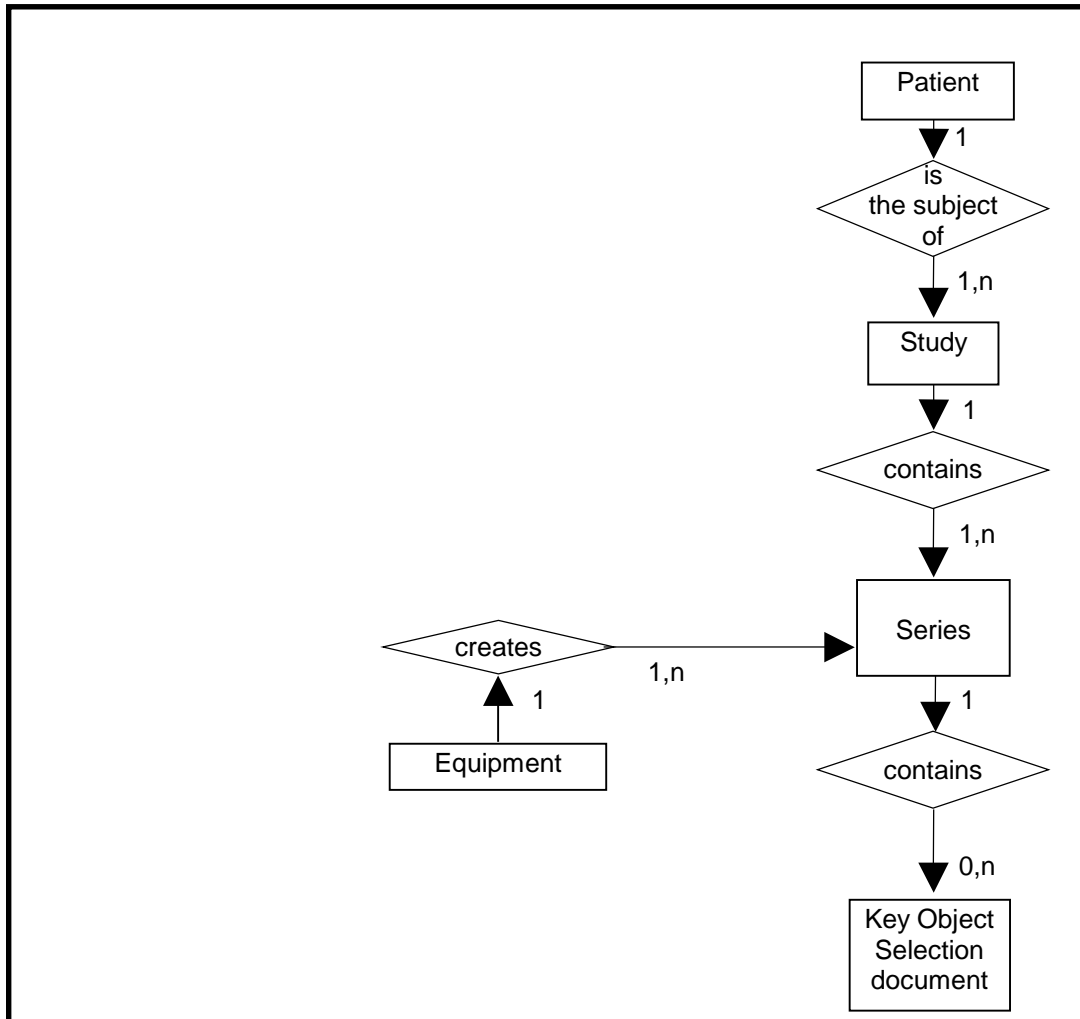 Patient
1
is
the subject
of
1,n
Study
1
contains
1,n
Series
creates
1,n
1
1
Equipment
contains
0,n
Key Object
Selection
document